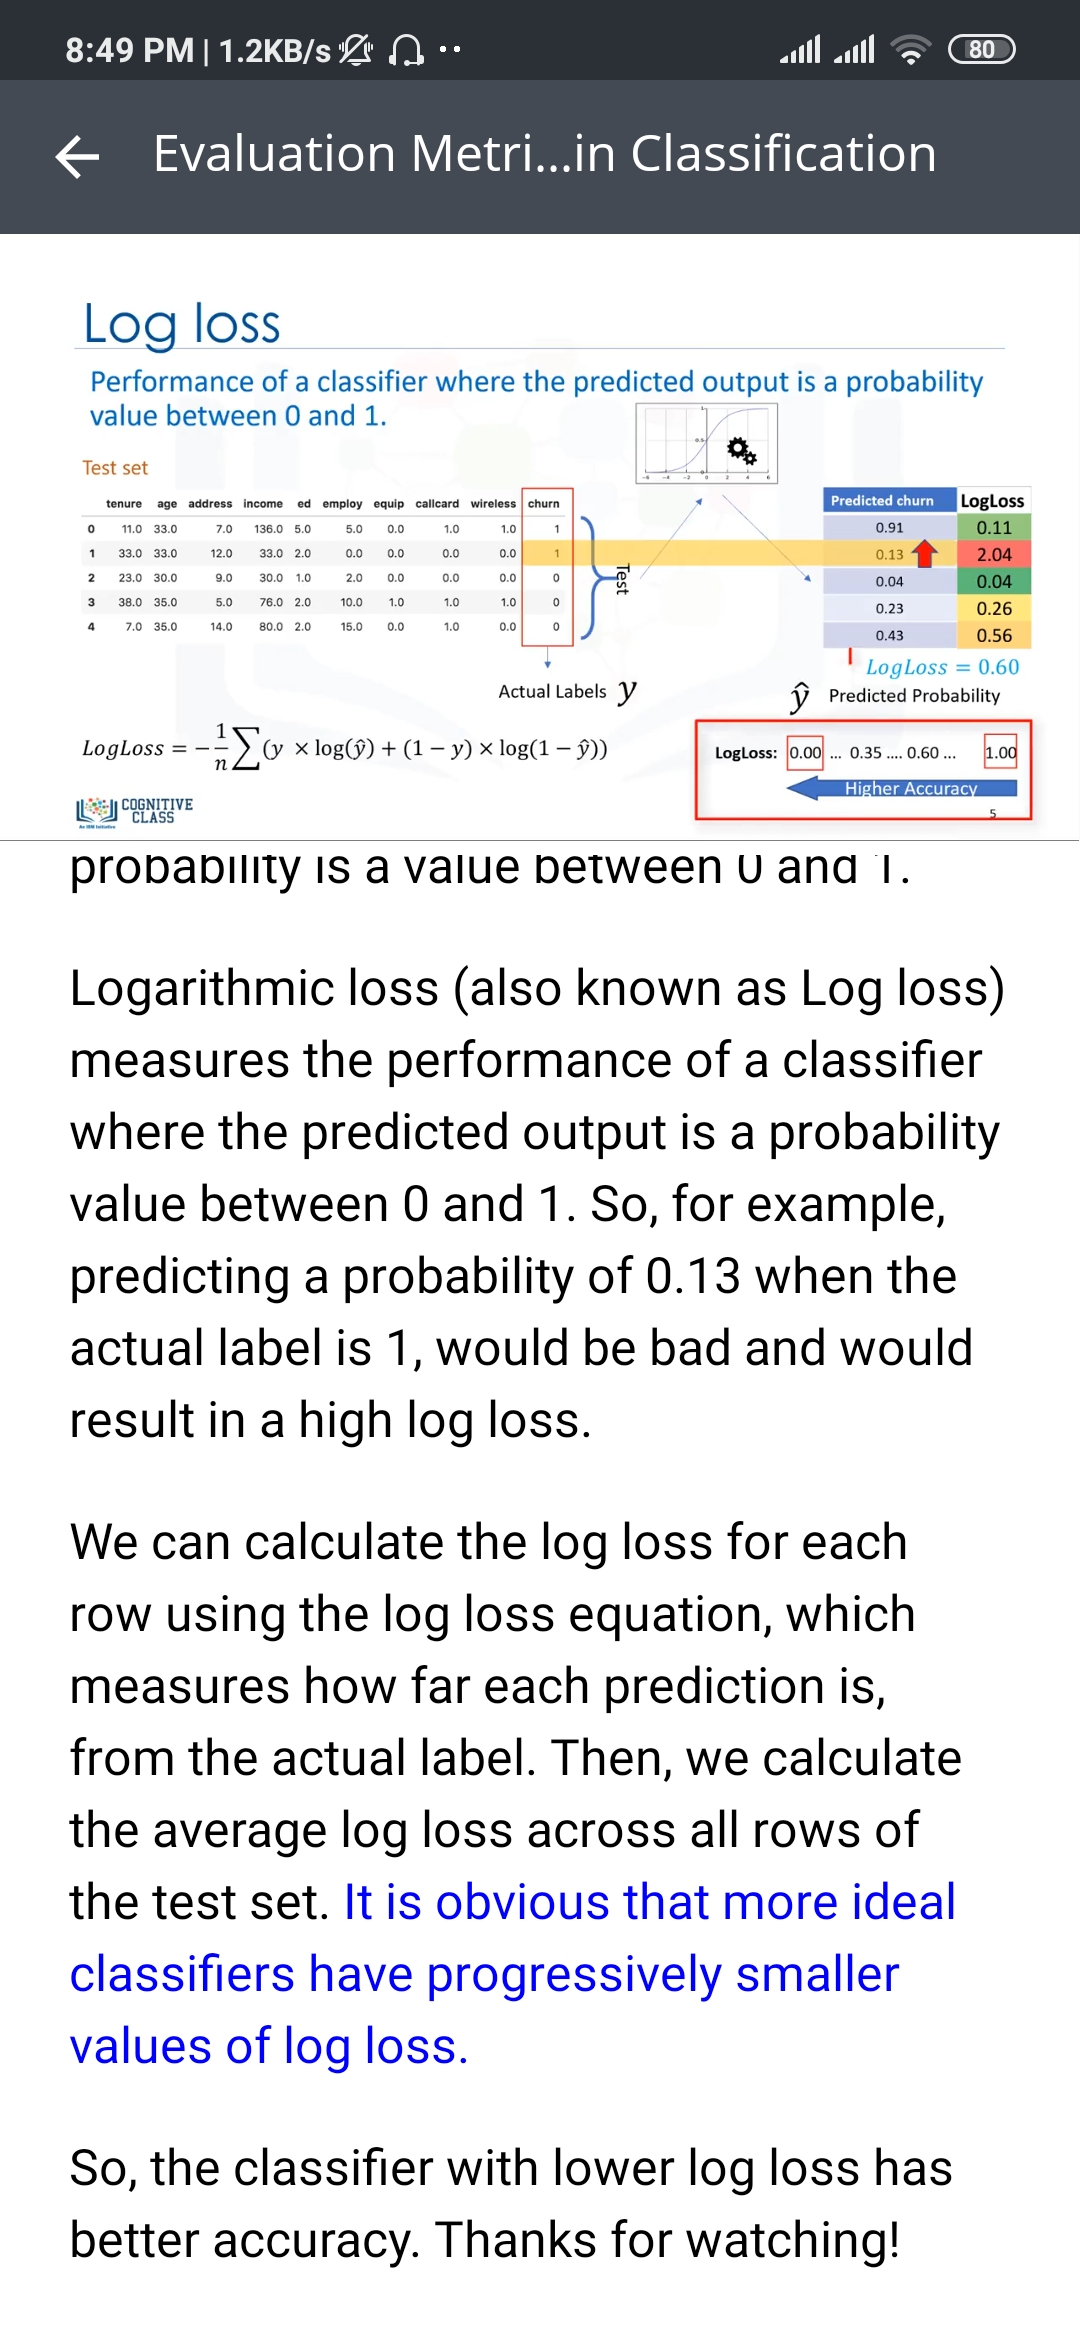 8:49 PM | 1.2KB/s 80
Evaluation Metri...in Classification
Log loss
Performance of a classifier where the predicted output is a probability
value between 0 and 1.
Test set
tenure age address income ed employ equip callcard wireless churn
0 11.0 33.0 7.0 136.0 5.0 5.0 0.0 1.0 1.0 1
1 33.0 33.0 12.0 33.0 2.0 0.0 0.0 0.0 0.0 1
2 23.0 30.0 9.0 30.0 1.0 2.0 0.0 0.0 0.0 0
3 38.0 35.0 5.0 76.0 2.0 10.0 1.0 1.0 1.0 0
4 7.0 35.0 14.0 80.0 2.0 15.0 0.0 1.0 0.0 0
Test
Predicted churn LogLoss
0.91 0.11
0.13 2.04
0.04 0.04
0.23 0.26
0.43 0.56
LogLoss = 0.60
Actual Labels y
ŷ Predicted Probability
LogLoss = −1/n ∑(y × log(ŷ) + (1 − y) × log(1 − ŷ))
LogLoss: 0.00 ... 0.35 .... 0.60 ... 1.00
Higher Accuracy
5
COGNITIVE
CLASS
An IBM Initiative
probability is a value between 0 and 1.
Logarithmic loss (also known as Log loss)
measures the performance of a classifier
where the predicted output is a probability
value between 0 and 1. So, for example,
predicting a probability of 0.13 when the
actual label is 1, would be bad and would
result in a high log loss.
We can calculate the log loss for each
row using the log loss equation, which
measures how far each prediction is,
from the actual label. Then, we calculate
the average log loss across all rows of
the test set. It is obvious that more ideal
classifiers have progressively smaller
values of log loss.
So, the classifier with lower log loss has
better accuracy. Thanks for watching!